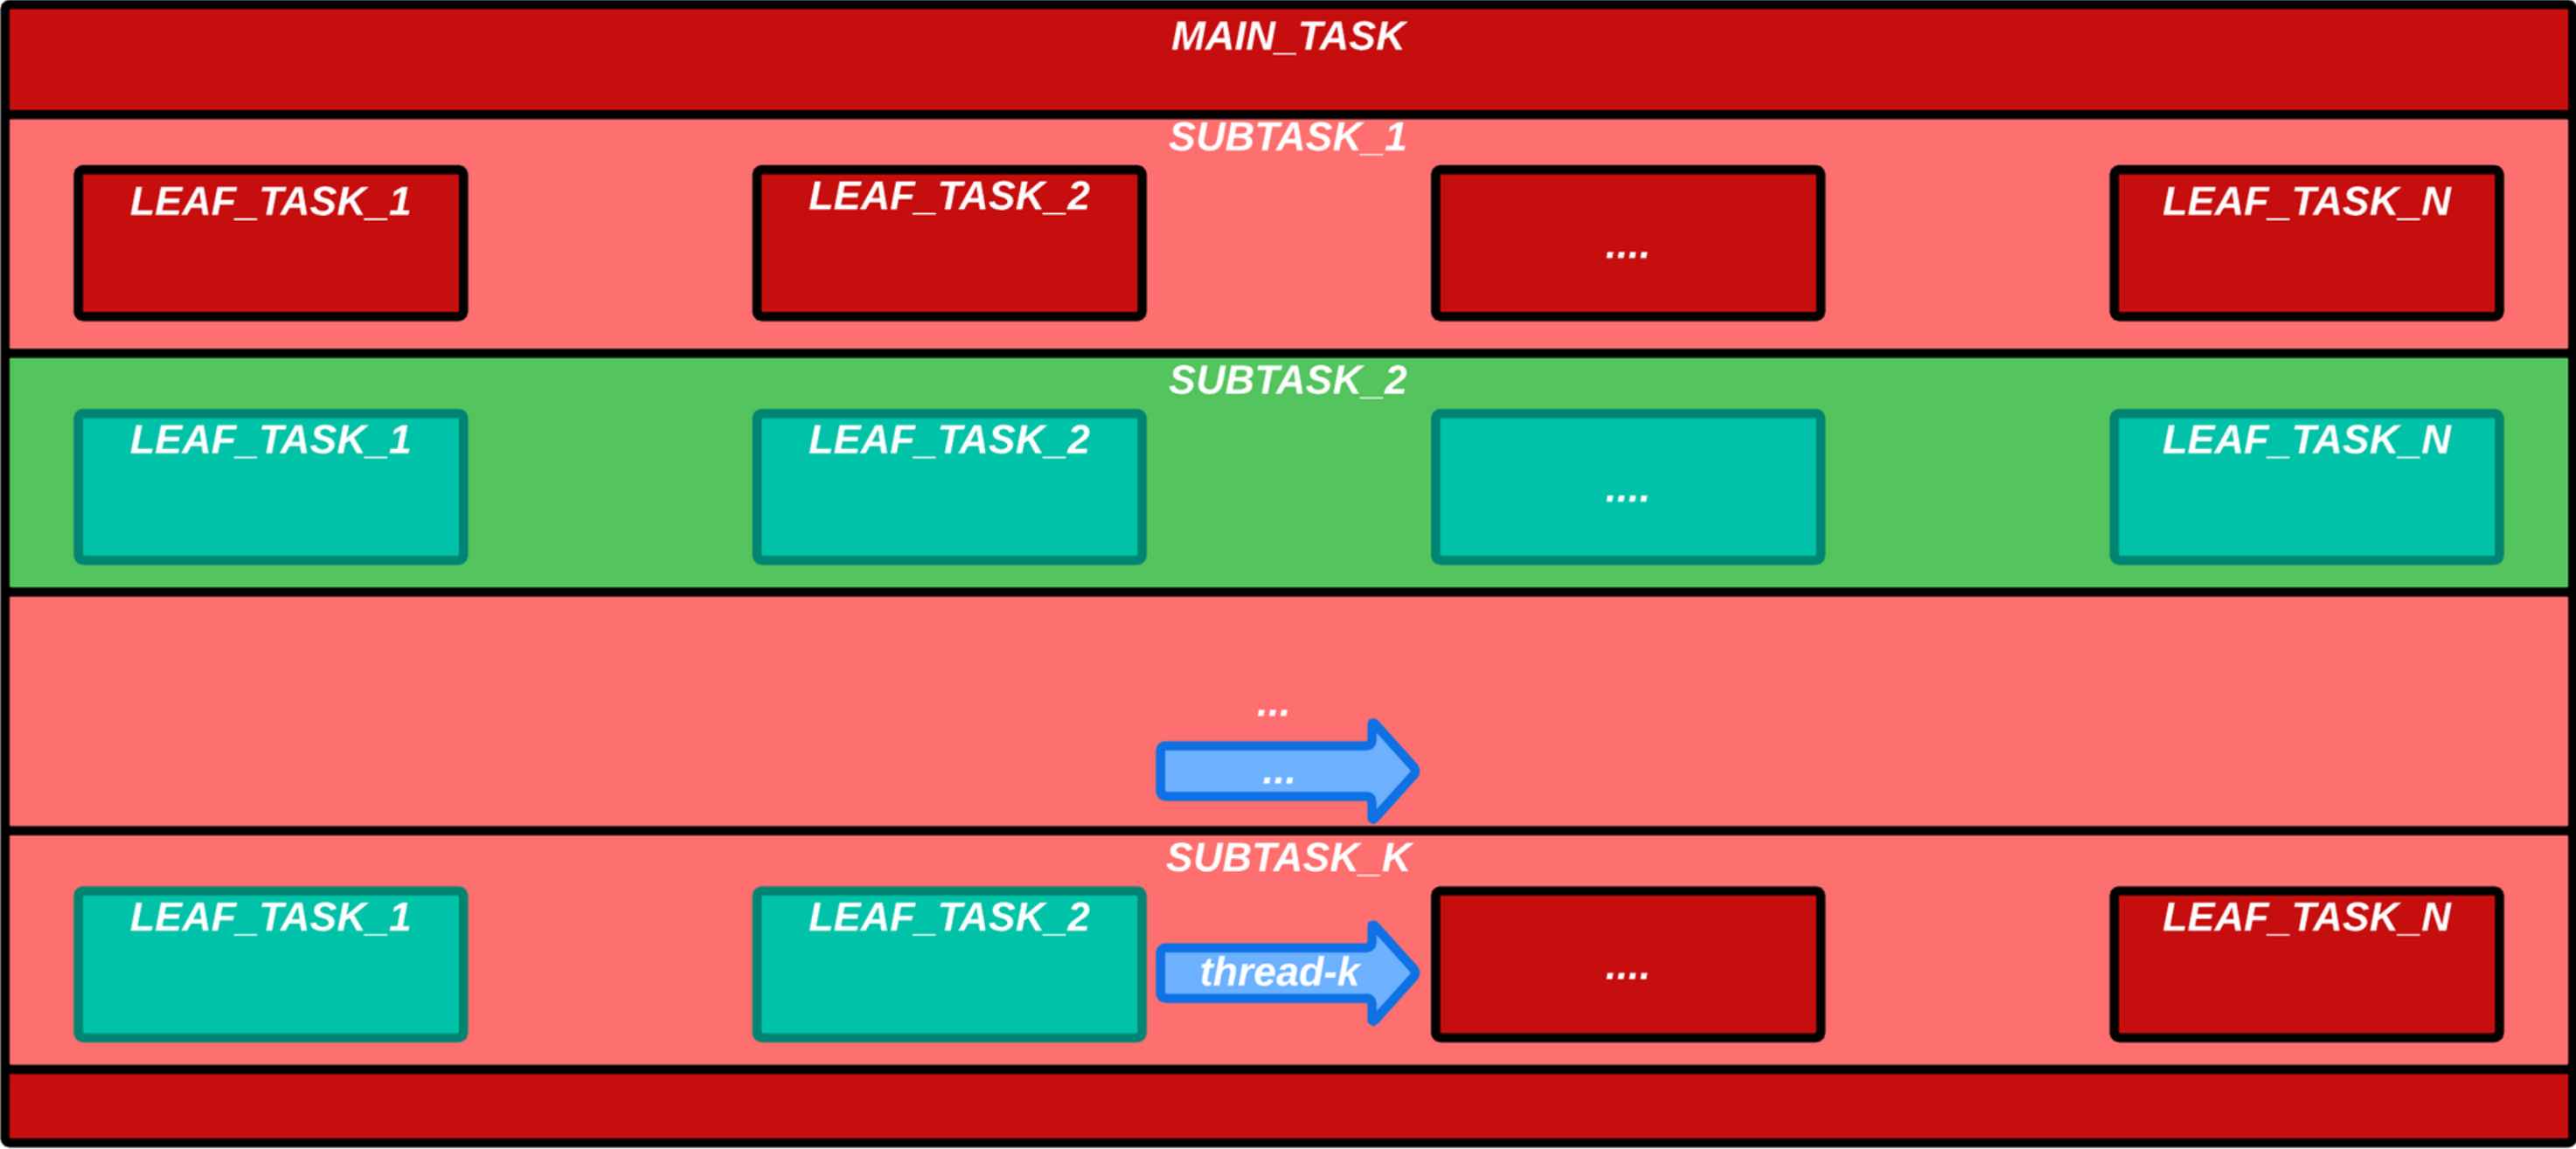 MAIN_TASK
SUBTASK_1
LEAF_TASK_1
LEAF_TASK_2
....
LEAF_TASK_N
SUBTASK_2
LEAF_TASK_1
LEAF_TASK_2
....
LEAF_TASK_N
...
...
SUBTASK_K
LEAF_TASK_1
LEAF_TASK_2
thread-k
....
LEAF_TASK_N